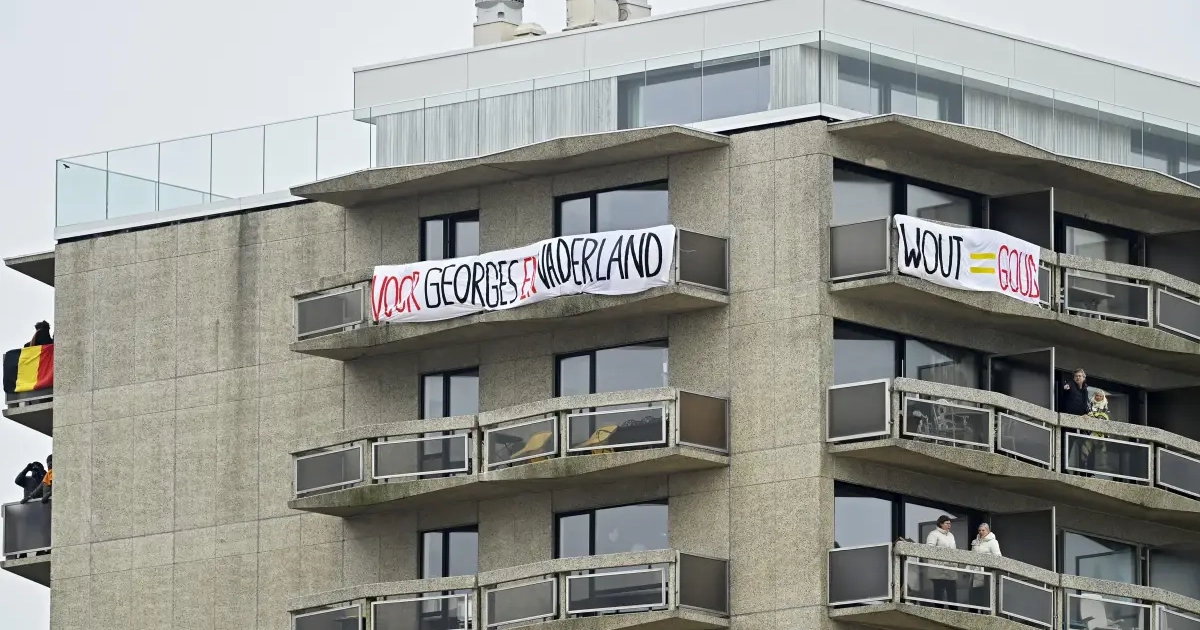 VOOR GEORGES EN VADERLAND
WOUT = GOUD